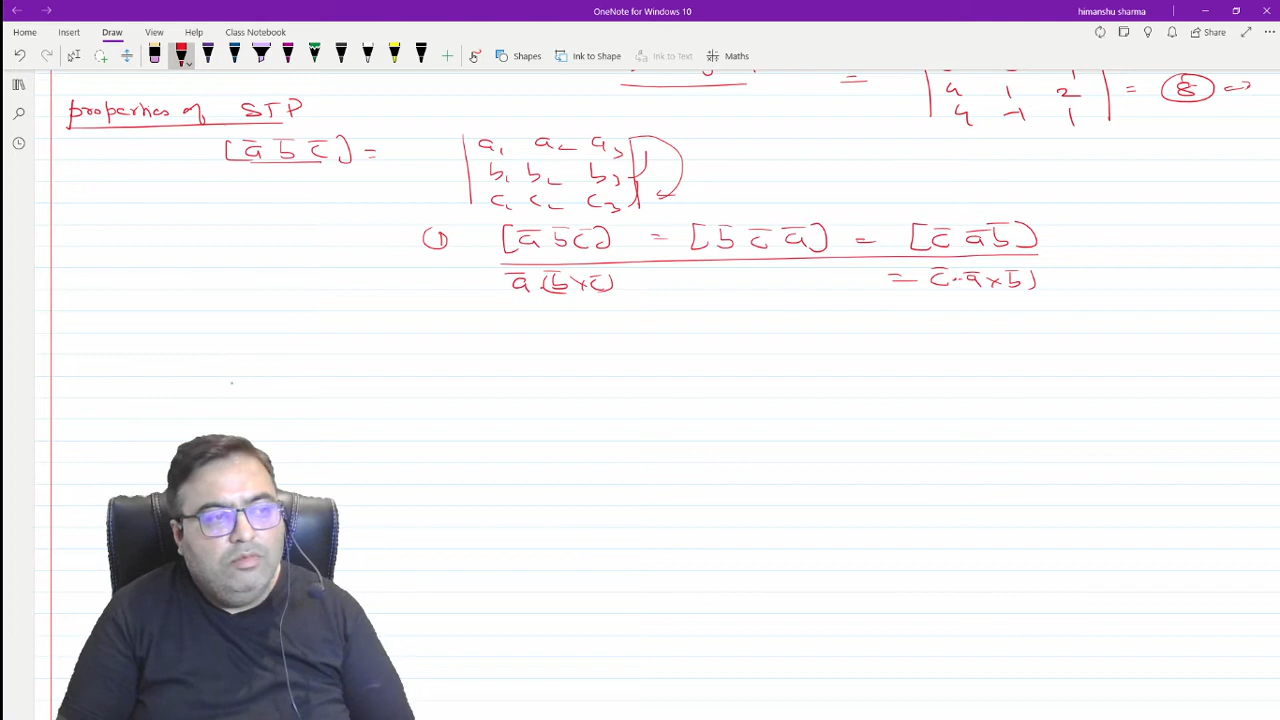 OneNote for Windows 10
himanshu sharma
Home Insert Draw View Help Class Notebook
Share
Shapes Ink to Shape Ink to Text Maths
4 1 2 = 8
4 -1 1
properties of STP
[a̅ b̅ c̅] = | a₁ a₂ a₃
b₁ b₂ b₃
c₁ c₂ c₃ |
① [a̅ b̅ c̅] = [b̅ c̅ a̅] = [c̅ a̅ b̅]
a̅.(b̅×c̅) = c̅.a̅×b̅)